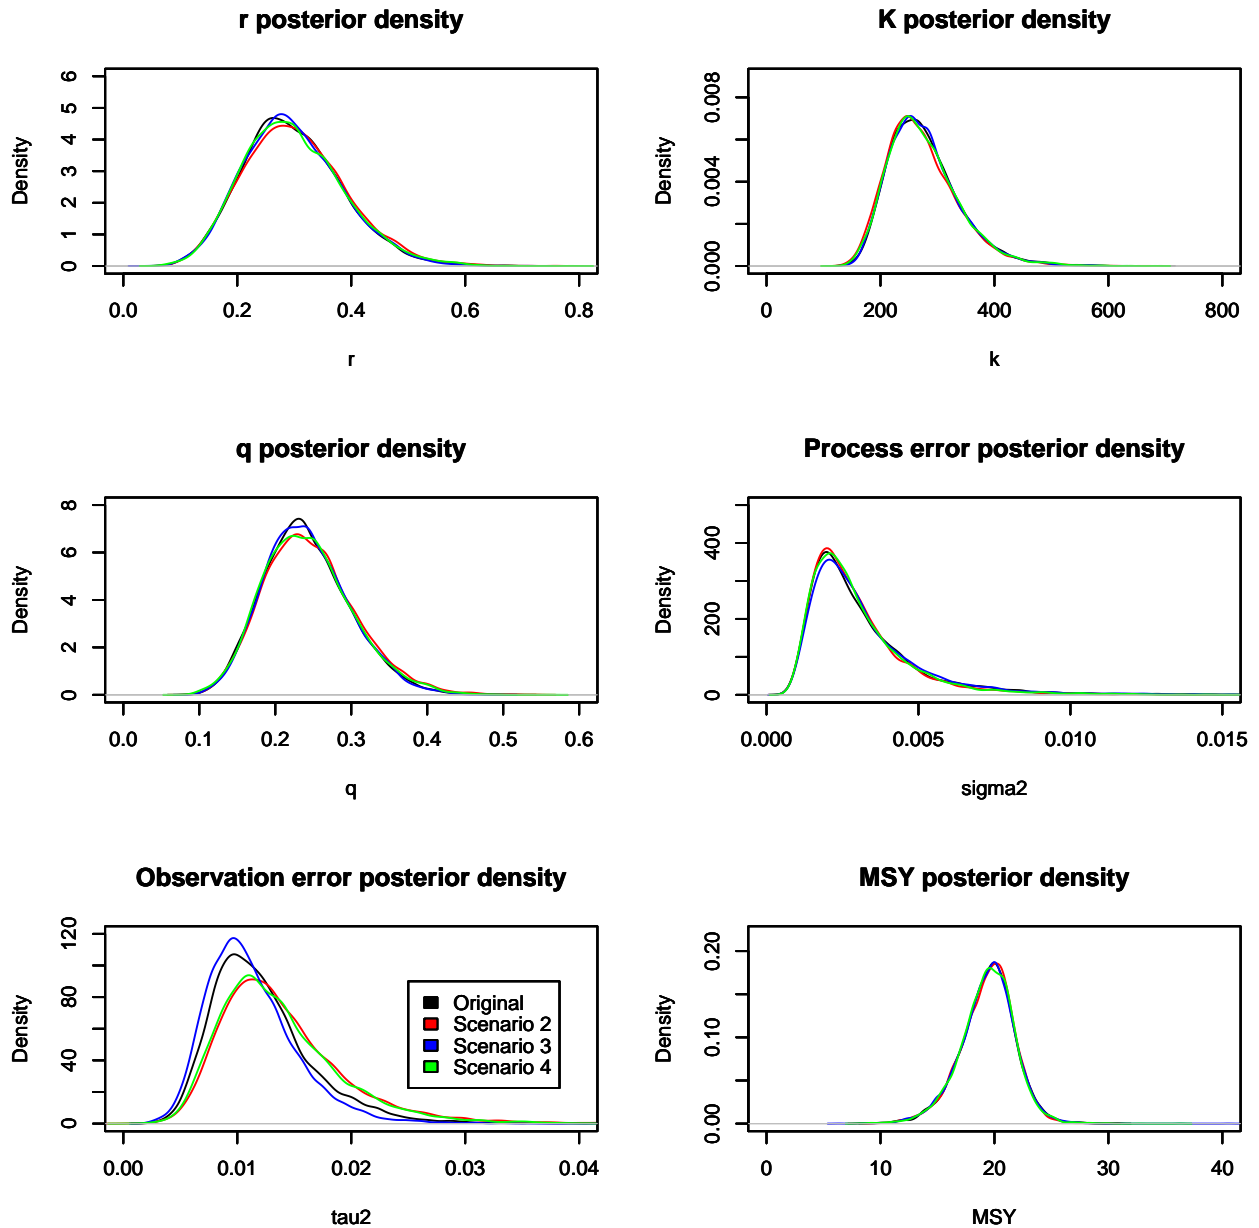 r posterior density
Density
0 1 2 3 4 5 6
0.0 0.2 0.4 0.6 0.8
r
K posterior density
Density
0.000 0.004 0.008
0 200 400 600 800
k
q posterior density
Density
0 2 4 6 8
0.0 0.1 0.2 0.3 0.4 0.5 0.6
q
Process error posterior density
Density
0 200 400
0.000 0.005 0.010 0.015
sigma2
Observation error posterior density
Density
0 40 80 120
Original
Scenario 2
Scenario 3
Scenario 4
0.00 0.01 0.02 0.03 0.04
tau2
MSY posterior density
Density
0.00 0.10 0.20
0 10 20 30 40
MSY